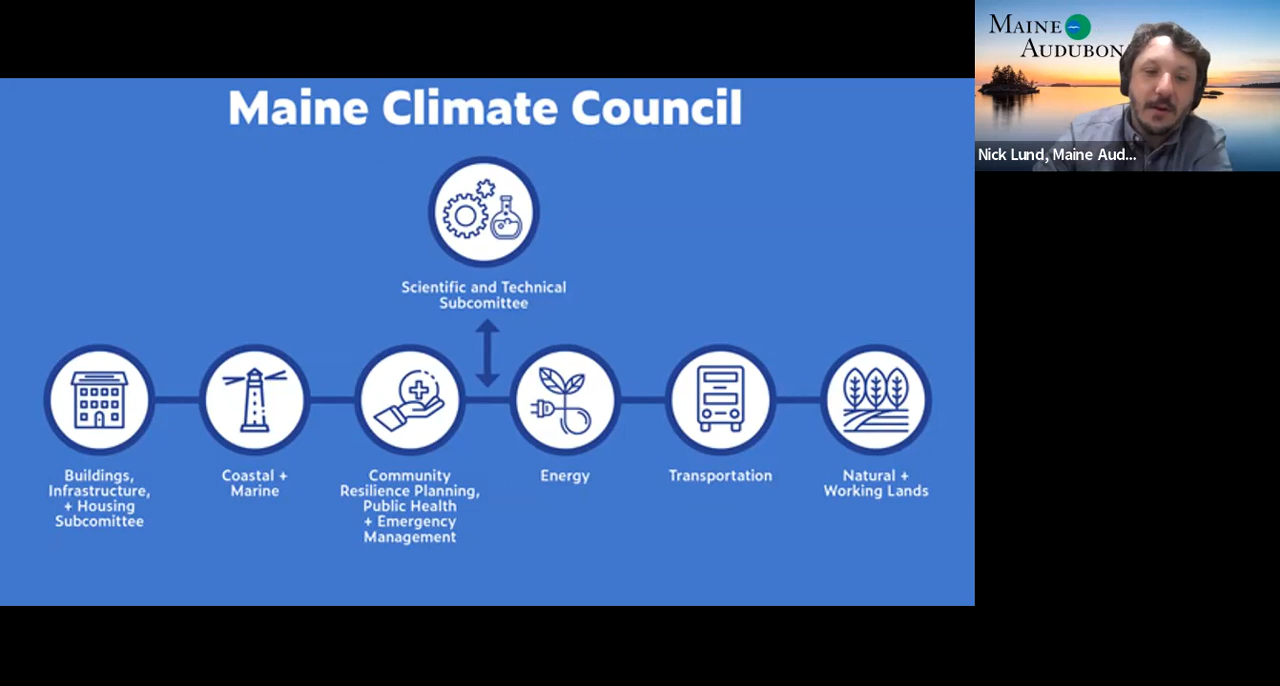 Maine Climate Council
Scientific and Technical
Subcomittee
Buildings,
Infrastructure,
+ Housing
Subcomittee
Coastal +
Marine
Community
Resilience Planning,
Public Health
+ Emergency
Management
Energy
Transportation
Natural +
Working Lands
MAINE
AUDUBON
Nick Lund, Maine Aud...